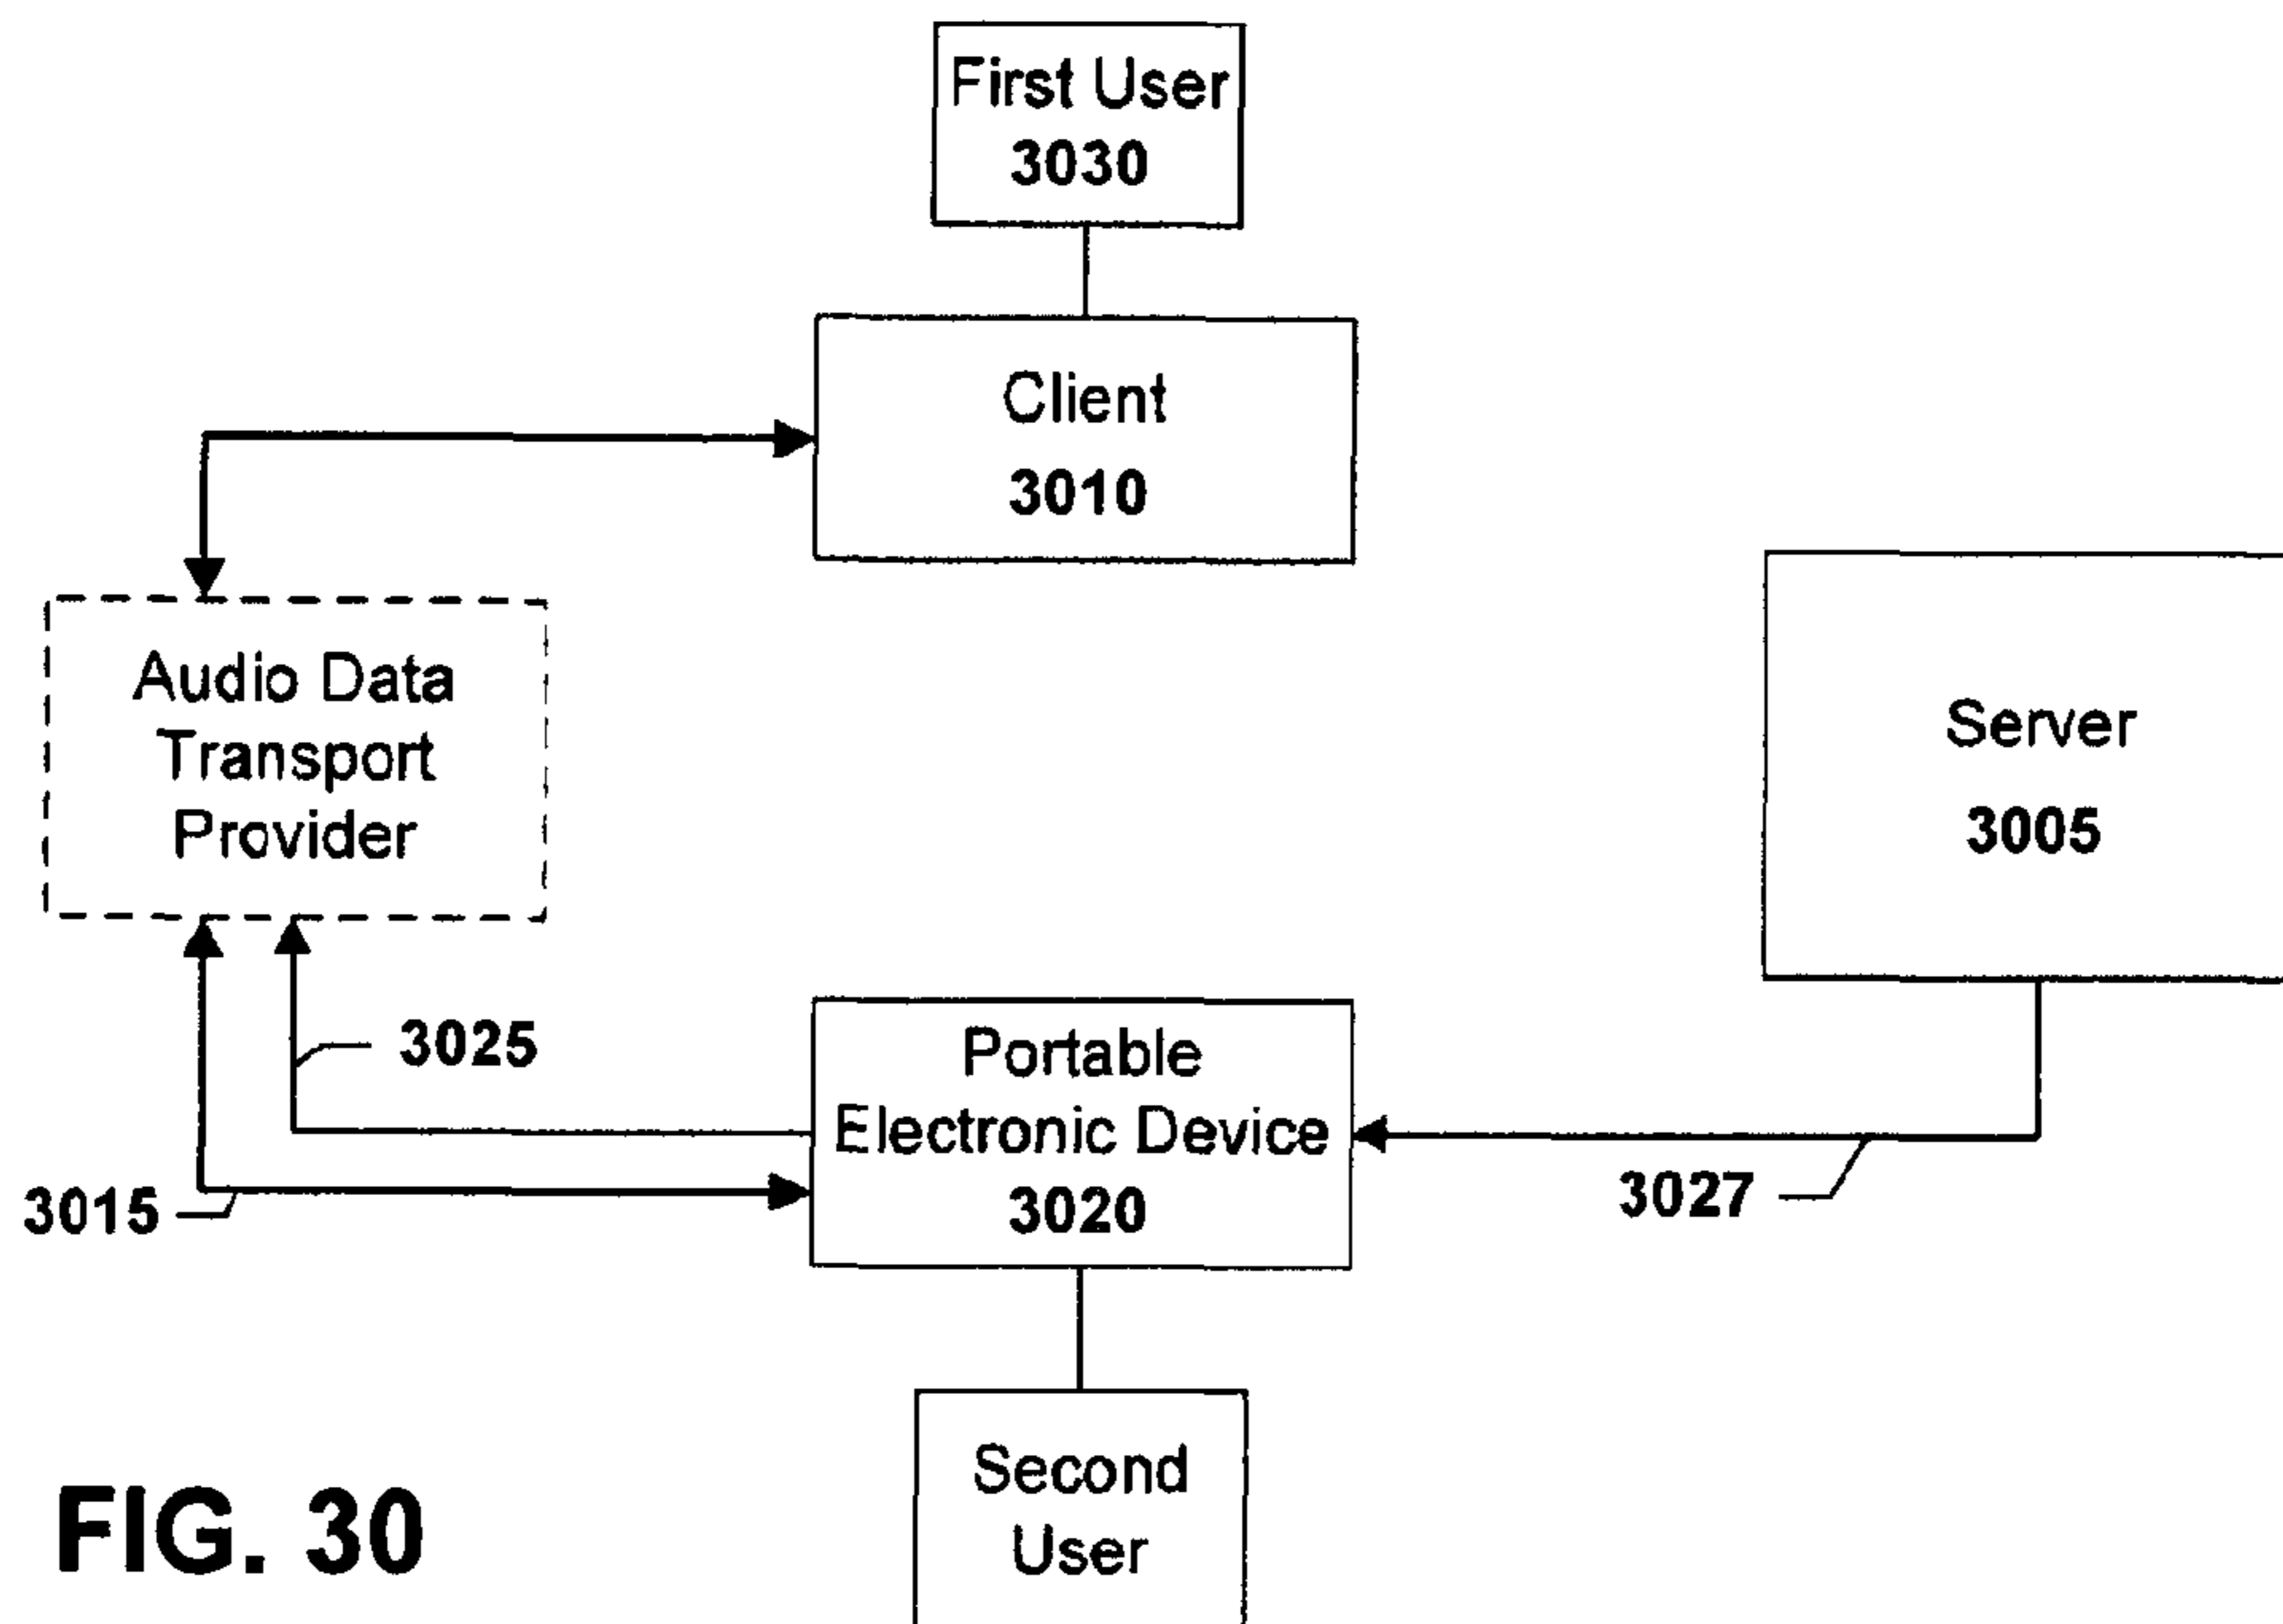 First User
3030
Client
3010
Audio Data
Transport
Provider
Server
3005
3025
Portable
Electronic Device
3020
3015
3027
Second
User
FIG. 30